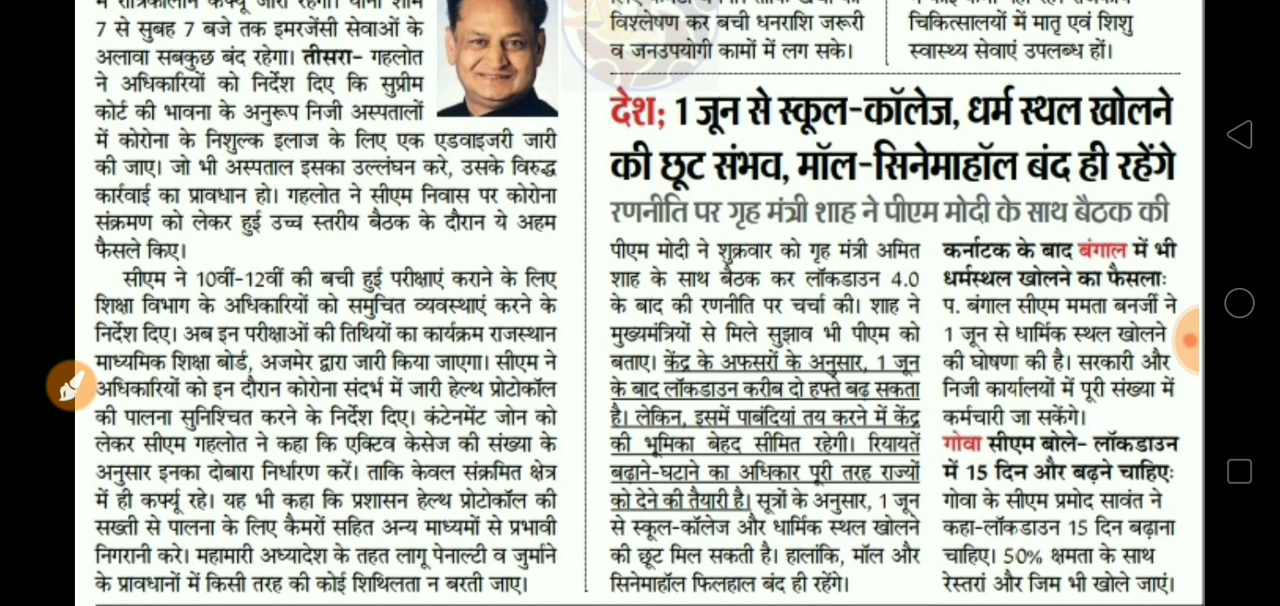 में रात्रिकालीन कर्फ्यू जारी रहेगा। यानी शाम
7 से सुबह 7 बजे तक इमरजेंसी सेवाओं के
अलावा सबकुछ बंद रहेगा। तीसरा- गहलोत
ने अधिकारियों को निर्देश दिए कि सुप्रीम
कोर्ट की भावना के अनुरूप निजी अस्पतालों
में कोरोना के निशुल्क इलाज के लिए एक एडवाइजरी जारी
की जाए। जो भी अस्पताल इसका उल्लंघन करे, उसके विरुद्ध
कार्रवाई का प्रावधान हो। गहलोत ने सीएम निवास पर कोरोना
संक्रमण को लेकर हुई उच्च स्तरीय बैठक के दौरान ये अहम
फैसले किए।
सीएम ने 10वीं-12वीं की बची हुई परीक्षाएं कराने के लिए
शिक्षा विभाग के अधिकारियों को समुचित व्यवस्थाएं करने के
निर्देश दिए। अब इन परीक्षाओं की तिथियों का कार्यक्रम राजस्थान
माध्यमिक शिक्षा बोर्ड, अजमेर द्वारा जारी किया जाएगा। सीएम ने
अधिकारियों को इन दौरान कोरोना संदर्भ में जारी हेल्थ प्रोटोकॉल
की पालना सुनिश्चित करने के निर्देश दिए। कंटेनमेंट जोन को
लेकर सीएम गहलोत ने कहा कि एक्टिव केसेज की संख्या के
अनुसार इनका दोबारा निर्धारण करें। ताकि केवल संक्रमित क्षेत्र
में ही कर्फ्यू रहे। यह भी कहा कि प्रशासन हेल्थ प्रोटोकॉल की
सख्ती से पालना के लिए कैमरों सहित अन्य माध्यमों से प्रभावी
निगरानी करे। महामारी अध्यादेश के तहत लागू पेनाल्टी व जुर्माने
के प्रावधानों में किसी तरह की कोई शिथिलता न बरती जाए।
विश्लेषण कर बची धनराशि जरूरी
व जनउपयोगी कामों में लग सके।
चिकित्सालयों में मातृ एवं शिशु
स्वास्थ्य सेवाएं उपलब्ध हों।
देश; 1 जून से स्कूल-कॉलेज, धर्म स्थल खोलने
की छूट संभव, मॉल-सिनेमाहॉल बंद ही रहेंगे
रणनीति पर गृह मंत्री शाह ने पीएम मोदी के साथ बैठक की
पीएम मोदी ने शुक्रवार को गृह मंत्री अमित
शाह के साथ बैठक कर लॉकडाउन 4.0
के बाद की रणनीति पर चर्चा की। शाह ने
मुख्यमंत्रियों से मिले सुझाव भी पीएम को
बताए। केंद्र के अफसरों के अनुसार, 1 जून
के बाद लॉकडाउन करीब दो हफ्ते बढ़ सकता
है। लेकिन, इसमें पाबंदियां तय करने में केंद्र
की भूमिका बेहद सीमित रहेगी। रियायतें
बढ़ाने-घटाने का अधिकार पूरी तरह राज्यों
को देने की तैयारी है। सूत्रों के अनुसार, 1 जून
से स्कूल-कॉलेज और धार्मिक स्थल खोलने
की छूट मिल सकती है। हालांकि, मॉल और
सिनेमाहॉल फिलहाल बंद ही रहेंगे।
कर्नाटक के बाद बंगाल में भी
धर्मस्थल खोलने का फैसलाः
प. बंगाल सीएम ममता बनर्जी ने
1 जून से धार्मिक स्थल खोलने
की घोषणा की है। सरकारी और
निजी कार्यालयों में पूरी संख्या में
कर्मचारी जा सकेंगे।
गोवा सीएम बोले- लॉकडाउन
में 15 दिन और बढ़ने चाहिएः
गोवा के सीएम प्रमोद सावंत ने
कहा-लॉकडाउन 15 दिन बढ़ाना
चाहिए। 50% क्षमता के साथ
रेस्तरां और जिम भी खोले जाएं।